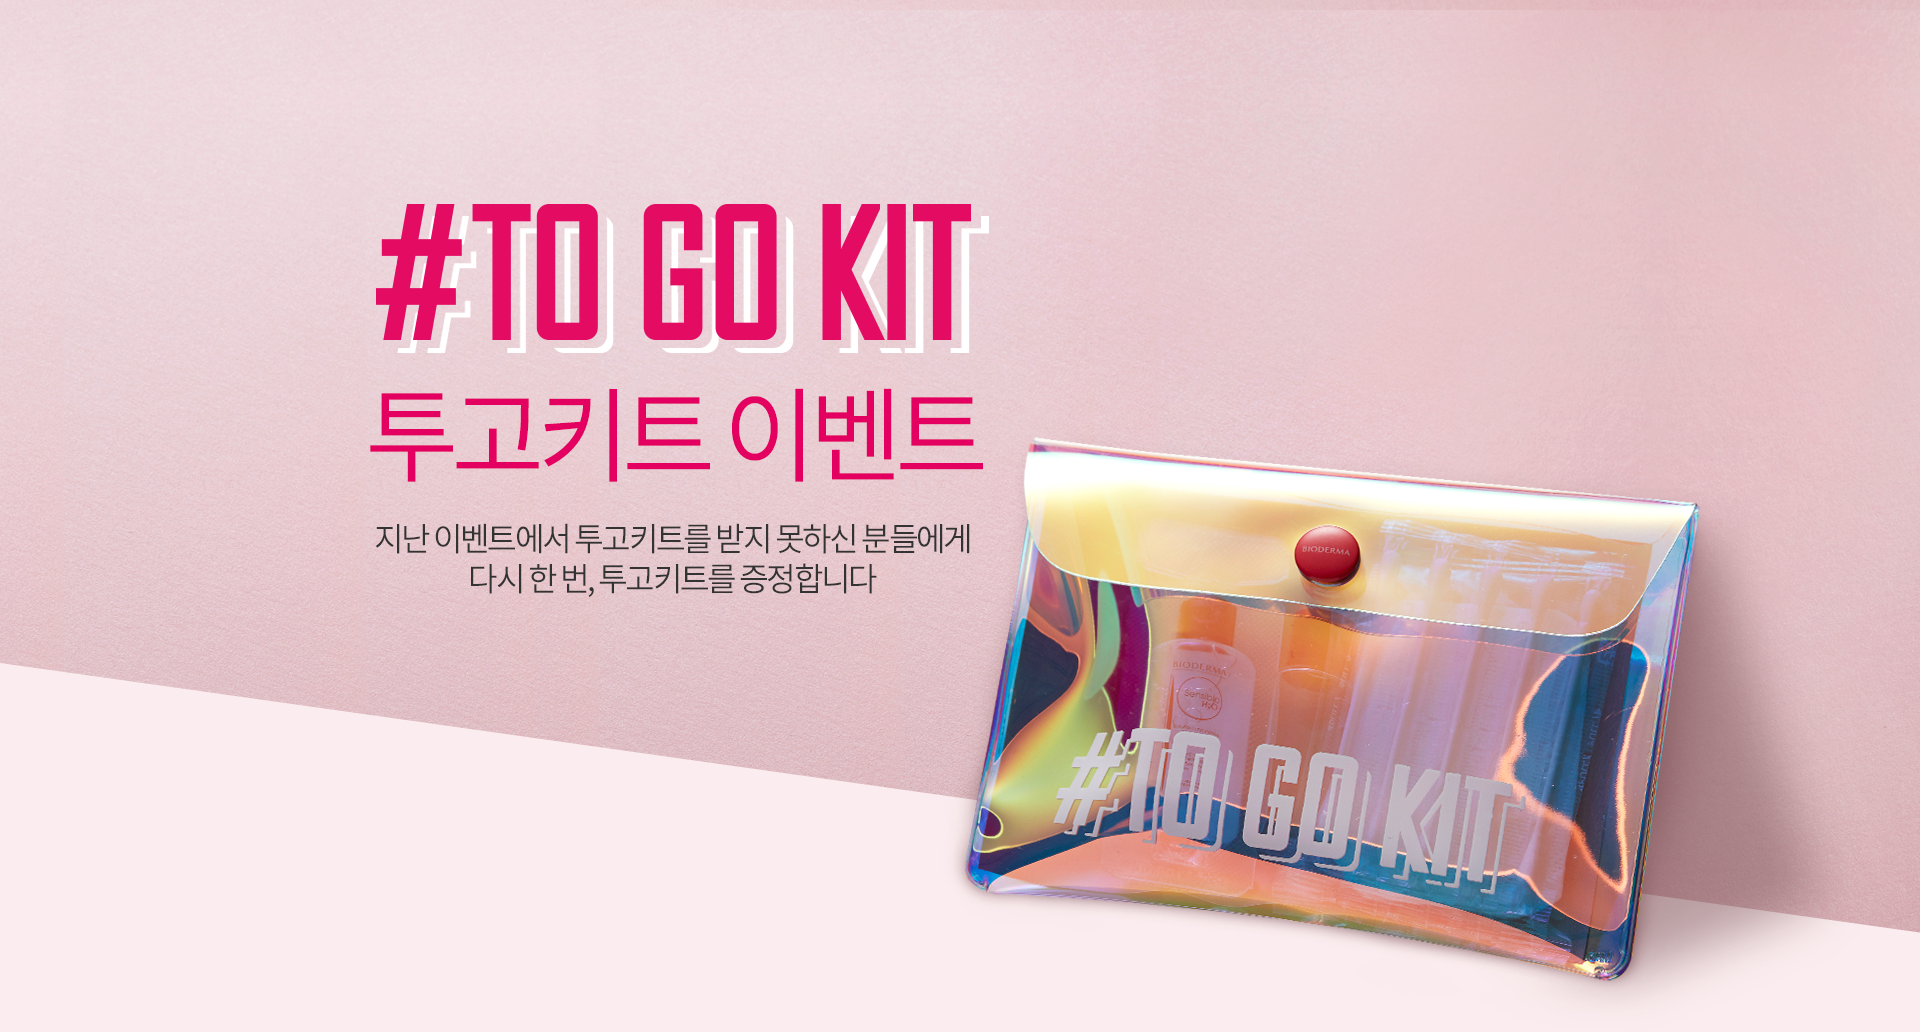 #TO GO KIT
투고키트 이벤트
지난 이벤트에서 투고키트를 받지 못하신 분들에게
다시 한 번, 투고키트를 증정합니다
BIODERMA
BIODERMA
Sensibio
H2O
#TO GO KIT